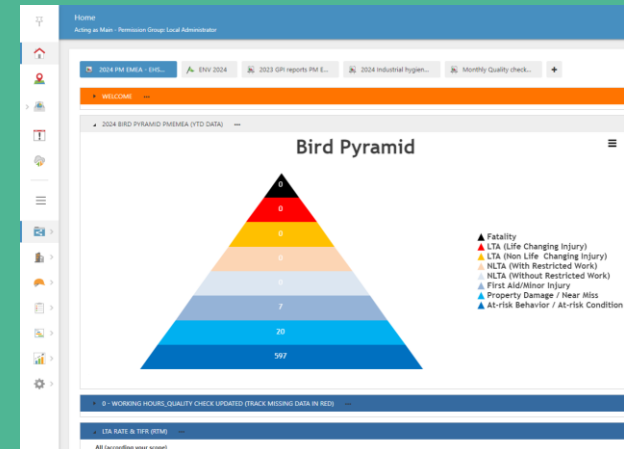 Home
Acting as Main - Permission Group: Local Administrator
2024 PM EMEA - EHS... ENV 2024 2023 GPI reports PM E... 2024 Industrial hygien... Monthly Quality check... +
WELCOME ...
2024 BIRD PYRAMID PMEMEA (YTD DATA) ...
Bird Pyramid
0
0
0
0
0
7
20
597
Fatality
LTA (Life Changing Injury)
LTA (Non Life Changing Injury)
NLTA (With Restricted Work)
NLTA (Without Restricted Work)
First Aid/Minor Injury
Property Damage / Near Miss
At-risk Behavior / At-risk Condition
0 - WORKING HOURS_QUALITY CHECK UPDATED (TRACK MISSING DATA IN RED) ...
LTA RATE & TIFR (RTM) ...
All (according your scope)